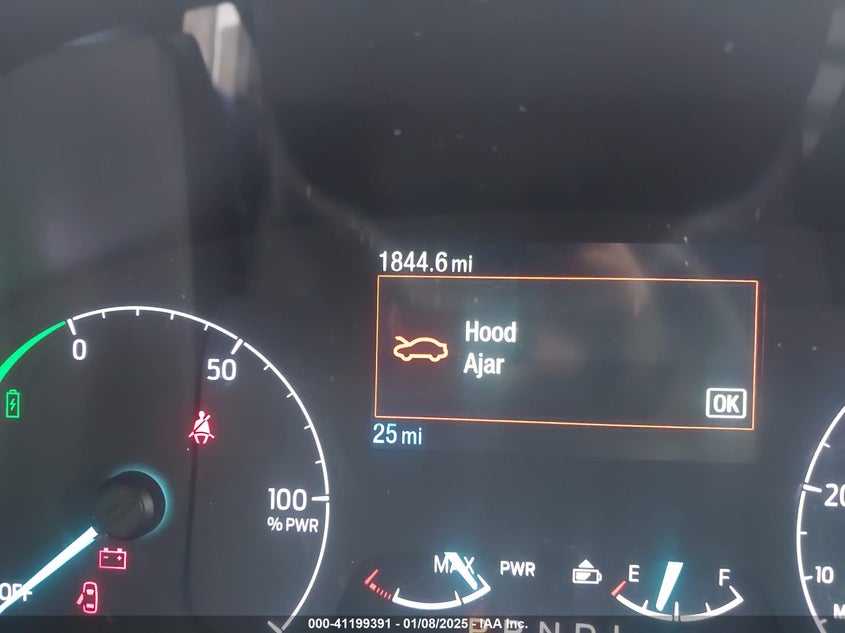 1844.6 mi
Hood
Ajar
OK
25 mi
0
50
100
% PWR
OFF
MAX PWR
E F
20
10
000-41199391 - 01/08/2025 - IAA Inc.